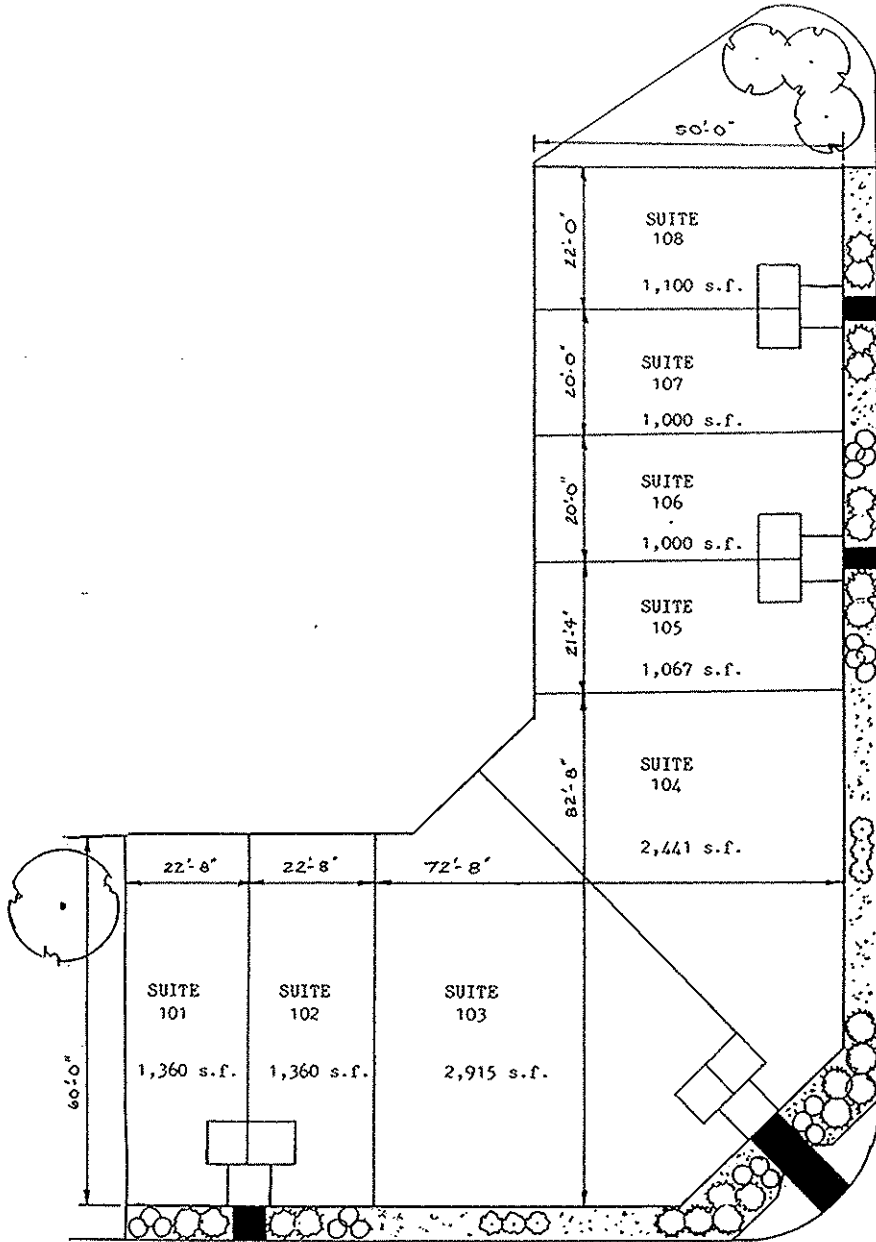 50'-0"
22'-0"
SUITE
108
1,100 s.f.
20'-0"
SUITE
107
1,000 s.f.
20'-0"
SUITE
106
1,000 s.f.
21'-4"
SUITE
105
1,067 s.f.
82'-8"
SUITE
104
2,441 s.f.
22'-8"
22'-8"
72'-8"
60'-0"
SUITE
101
1,360 s.f.
SUITE
102
1,360 s.f.
SUITE
103
2,915 s.f.